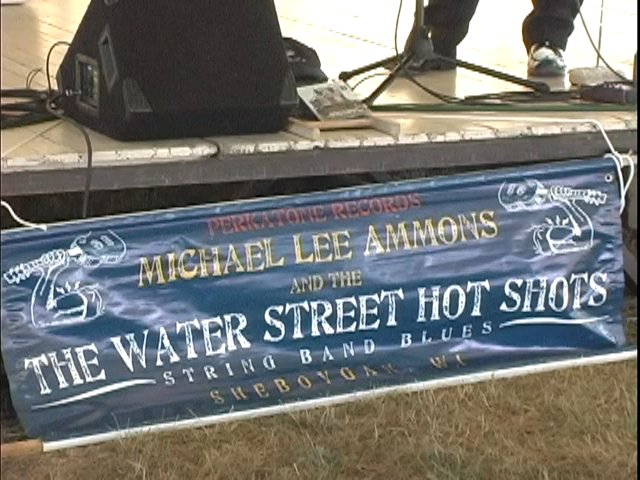 PERKATONE RECORDS
MICHAEL LEE AMMONS
AND THE
THE WATER STREET HOT SHOTS
STRING BAND BLUES
SHEBOYGAN, WI